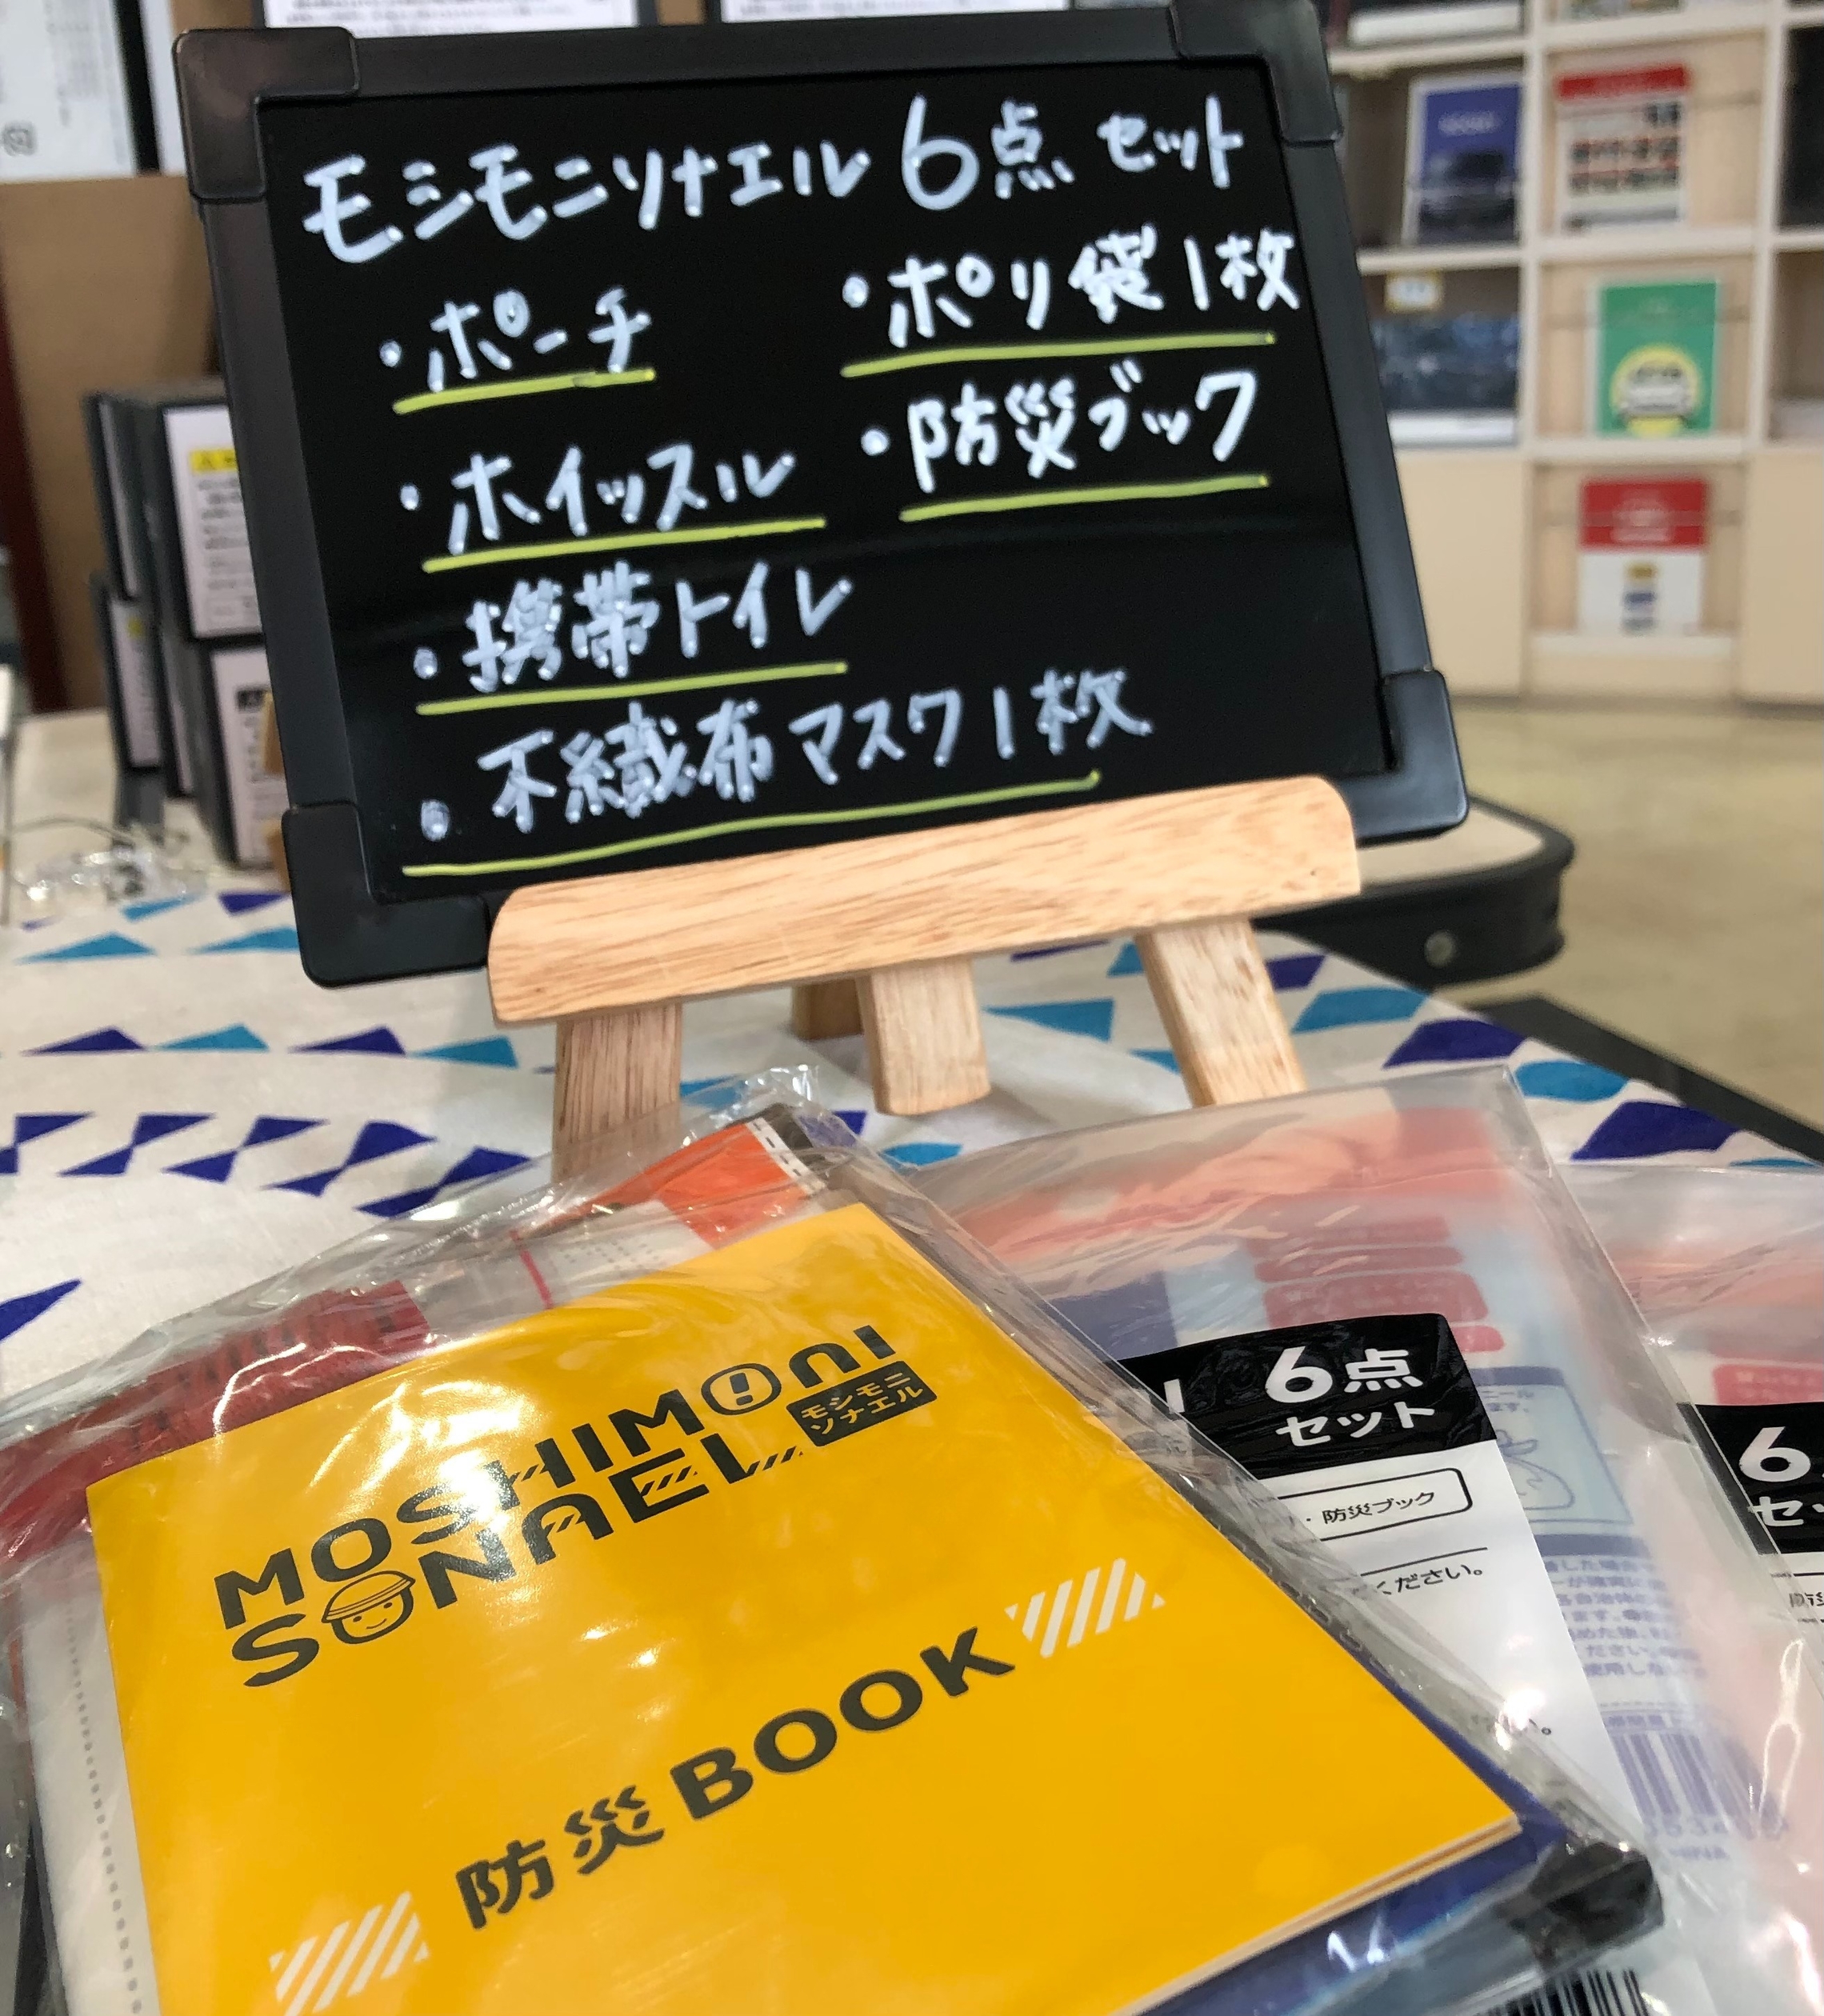 モシモニソナエル 6点 セット
・ポーチ
・ホイッスル
・携帯トイレ
・不織布マスク1枚
・ポリ袋1枚
・防災ブック
MOSHIMONI
SONAEL
モシモニ
ソナエル
防災BOOK
6点
セット
・防災ブック
ください。
6
セッ
防災